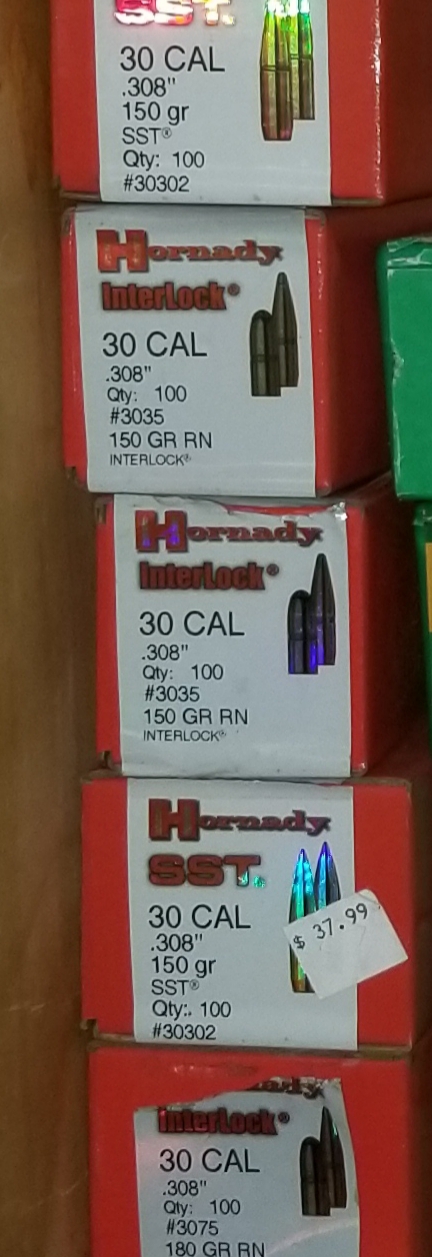 SST®
30 CAL
.308"
150 gr
SST®
Qty: 100
#30302
Hornady
InterLock®
30 CAL
.308"
Qty: 100
#3035
150 GR RN
INTERLOCK®
Hornady
InterLock®
30 CAL
.308"
Qty: 100
#3035
150 GR RN
INTERLOCK®
Hornady
SST®
30 CAL
.308"
150 gr
SST®
Qty:. 100
#30302
$ 37.99
Hornady
InterLock®
30 CAL
.308"
Qty: 100
#3075
180 GR RN